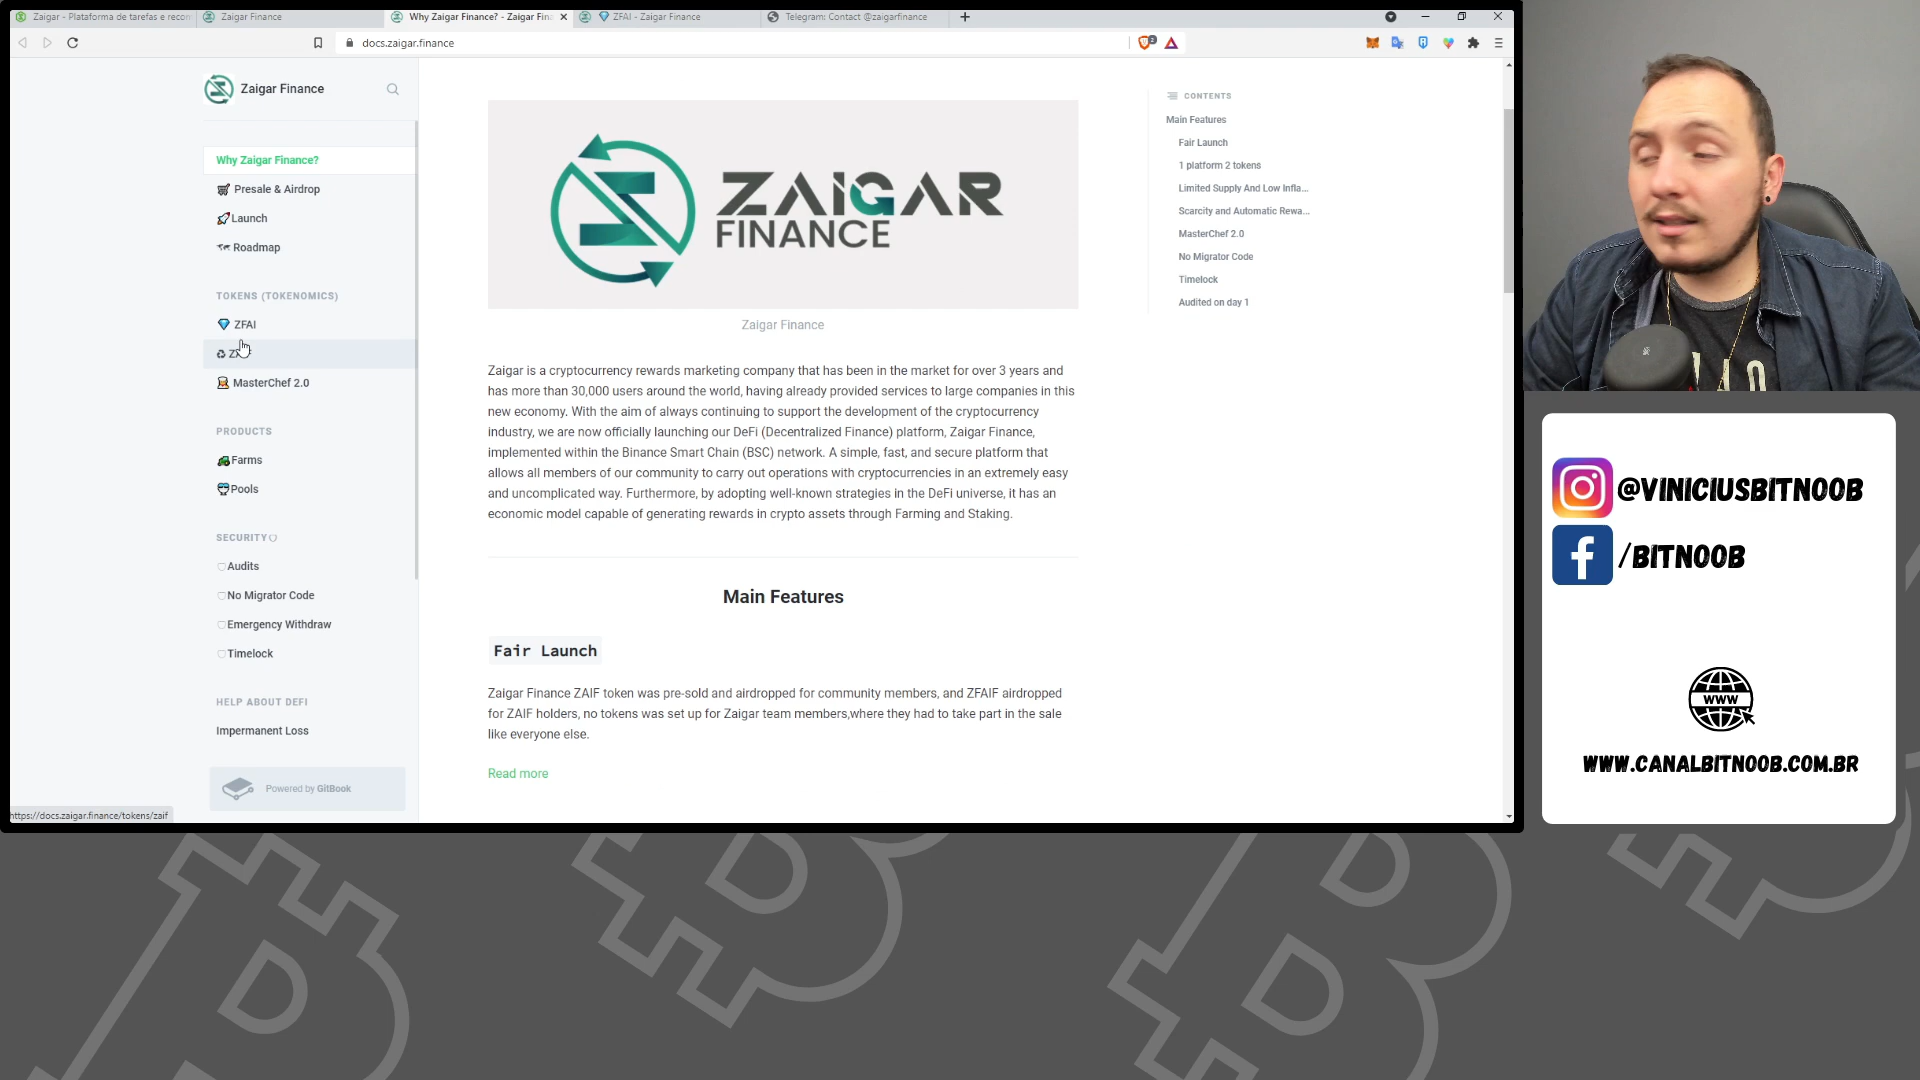 Zaigar - Plataforma de tarefas e recom
Zaigar Finance
Why Zaigar Finance? - Zaigar Fin
ZFAI - Zaigar Finance
Telegram: Contact @zaigarfinance
docs.zaigar.finance
2
Zaigar Finance
Why Zaigar Finance?
Presale & Airdrop
Launch
Roadmap
TOKENS (TOKENOMICS)
ZFAI
MasterChef 2.0
PRODUCTS
Farms
Pools
SECURITY
Audits
No Migrator Code
Emergency Withdraw
Timelock
HELP ABOUT DEFI
Impermanent Loss
Powered by GitBook
https://docs.zaigar.finance/tokens/zaif
ZAIGAR
FINANCE
Zaigar Finance
Zaigar is a cryptocurrency rewards marketing company that has been in the market for over 3 years and
has more than 30,000 users around the world, having already provided services to large companies in this
new economy. With the aim of always continuing to support the development of the cryptocurrency
industry, we are now officially launching our DeFi (Decentralized Finance) platform, Zaigar Finance,
implemented within the Binance Smart Chain (BSC) network. A simple, fast, and secure platform that
allows all members of our community to carry out operations with cryptocurrencies in an extremely easy
and uncomplicated way. Furthermore, by adopting well-known strategies in the DeFi universe, it has an
economic model capable of generating rewards in crypto assets through Farming and Staking.
Main Features
Fair Launch
Zaigar Finance ZAIF token was pre-sold and airdropped for community members, and ZFAIF airdropped
for ZAIF holders, no tokens was set up for Zaigar team members,where they had to take part in the sale
like everyone else.
Read more
CONTENTS
Main Features
Fair Launch
1 platform 2 tokens
Limited Supply And Low Infla...
Scarcity and Automatic Rewa...
MasterChef 2.0
No Migrator Code
Timelock
Audited on day 1
@VINICIUSBITNOOB
/BITNOOB
WWW
WWW.CANALBITNOOB.COM.BR